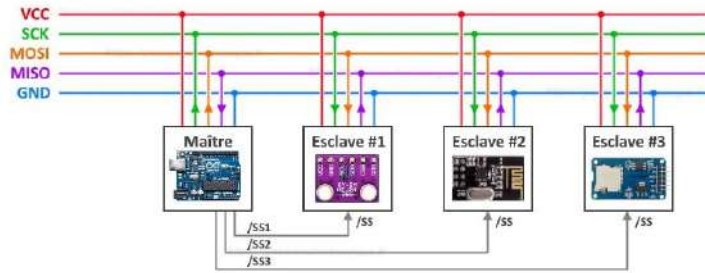 VCC
SCK
MOSI
MISO
GND
Maître
Esclave #1
Esclave #2
Esclave #3
/SS1
/SS
/SS
/SS
/SS2
/SS3